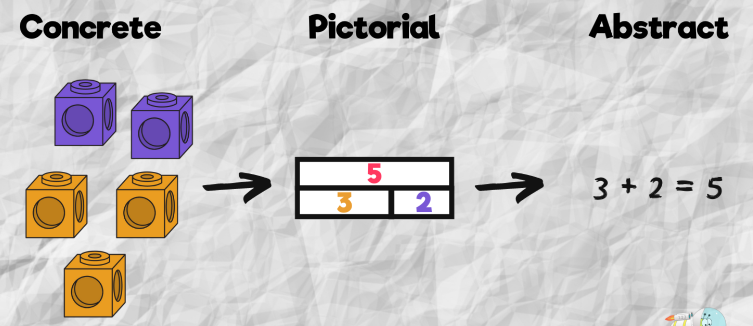 Concrete
Pictorial
Abstract
5
3 2
3 + 2 = 5